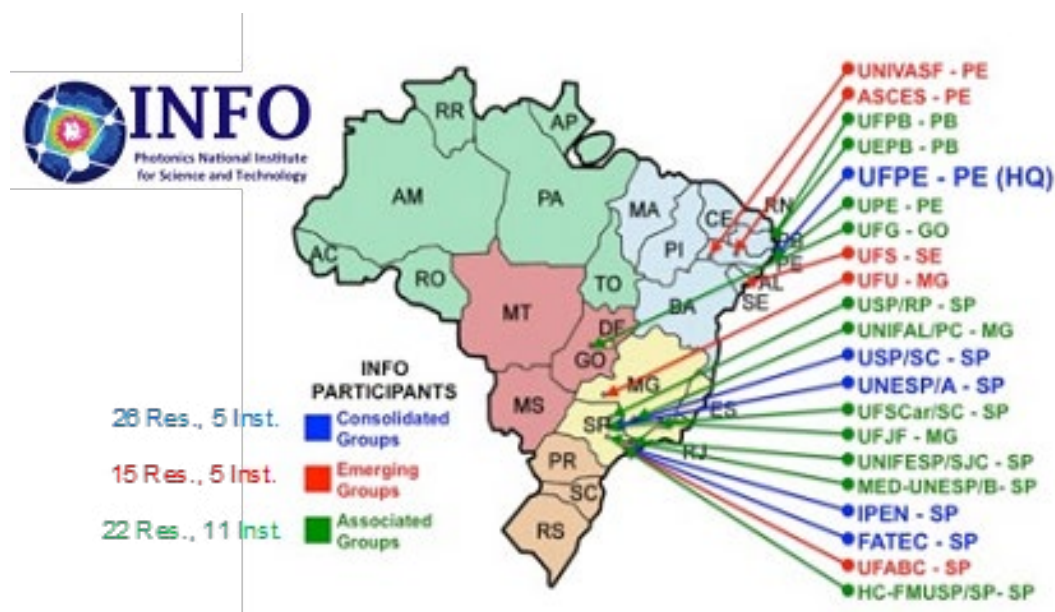 INFO
Photonics National Institute
for Science and Technology
RR
AP
AM
PA
MA
CE
RN
PI
PB
PE
AC
RO
TO
AL
SE
BA
MT
DF
GO
MG
MS
ES
SP
RJ
PR
SC
RS
INFO
PARTICIPANTS
26 Res., 5 Inst.
Consolidated
Groups
15 Res., 5 Inst.
Emerging
Groups
22 Res., 11 Inst.
Associated
Groups
UNIVASF - PE
ASCES - PE
UFPB - PB
UEPB - PB
UFPE - PE (HQ)
UPE - PE
UFG - GO
UFS - SE
UFU - MG
USP/RP - SP
UNIFAL/PC - MG
USP/SC - SP
UNESP/A - SP
UFSCar/SC - SP
UFJF - MG
UNIFESP/SJC - SP
MED-UNESP/B- SP
IPEN - SP
FATEC - SP
UFABC - SP
HC-FMUSP/SP- SP